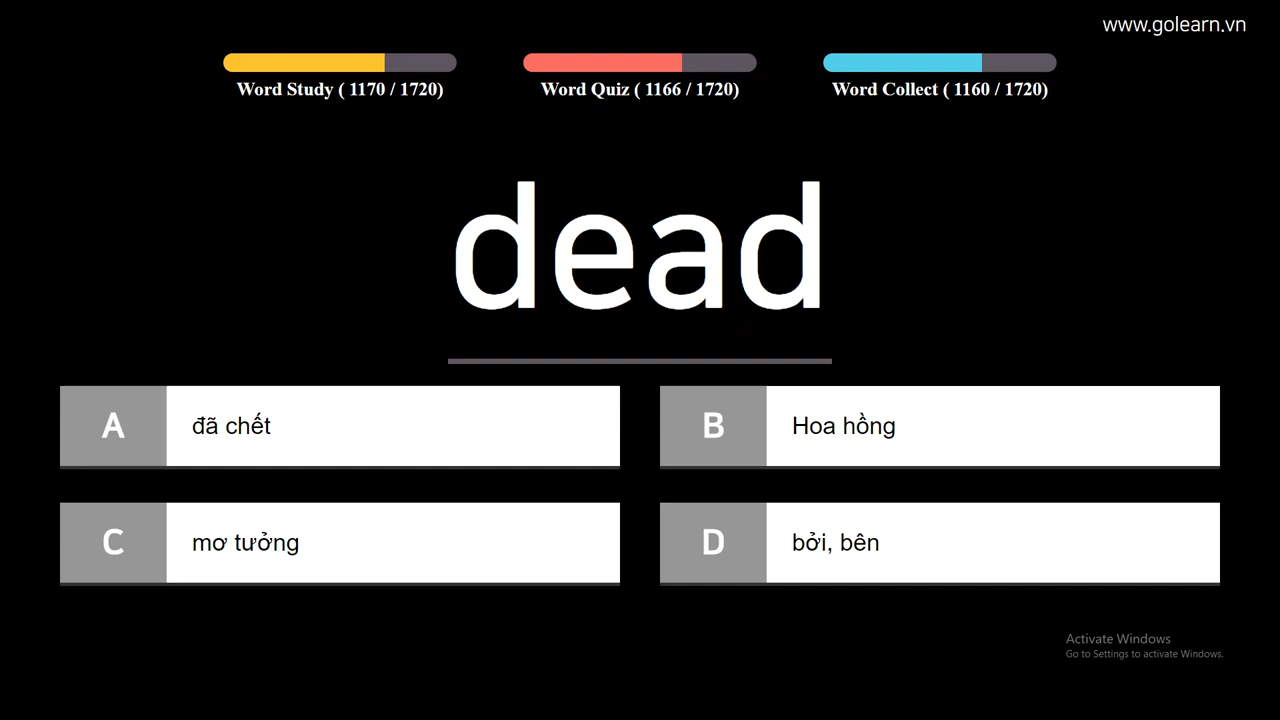 www.golearn.vn
Word Study ( 1170 / 1720)
Word Quiz ( 1166 / 1720)
Word Collect ( 1160 / 1720)
dead
A đã chết
B Hoa hồng
C mơ tưởng
D bởi, bên
Activate Windows
Go to Settings to activate Windows.